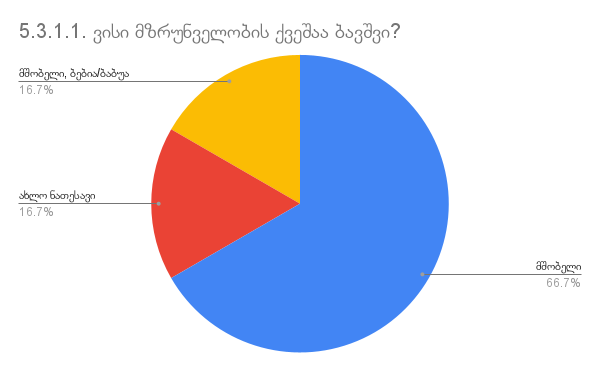 5.3.1.1. ვისი მზრუნველობის ქვეშაა ბავშვი?
მშობელი, ბებია/ბაბუა
16.7%
ახლო ნათესავი
16.7%
მშობელი
66.7%